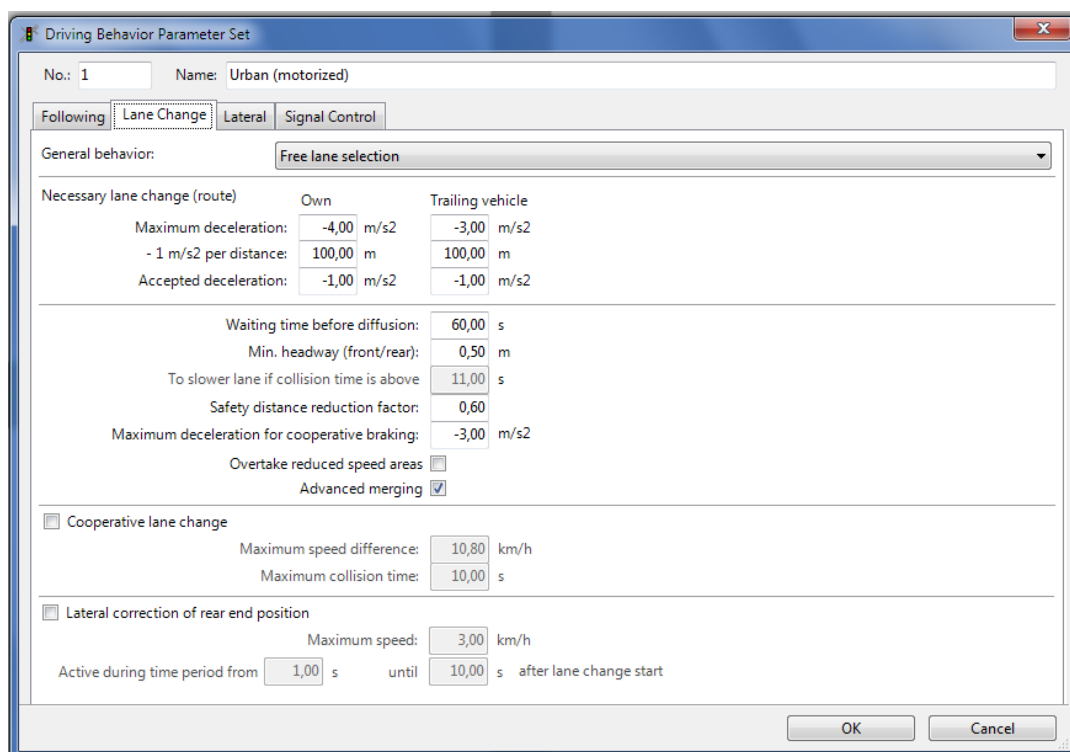 Driving Behavior Parameter Set
No.: 1 Name: Urban (motorized)
Following Lane Change Lateral Signal Control
General behavior: Free lane selection
Necessary lane change (route) Own Trailing vehicle
Maximum deceleration: -4,00 m/s2 -3,00 m/s2
- 1 m/s2 per distance: 100,00 m 100,00 m
Accepted deceleration: -1,00 m/s2 -1,00 m/s2
Waiting time before diffusion: 60,00 s
Min. headway (front/rear): 0,50 m
To slower lane if collision time is above 11,00 s
Safety distance reduction factor: 0,60
Maximum deceleration for cooperative braking: -3,00 m/s2
Overtake reduced speed areas
Advanced merging
Cooperative lane change
Maximum speed difference: 10,80 km/h
Maximum collision time: 10,00 s
Lateral correction of rear end position
Maximum speed: 3,00 km/h
Active during time period from 1,00 s until 10,00 s after lane change start
OK Cancel